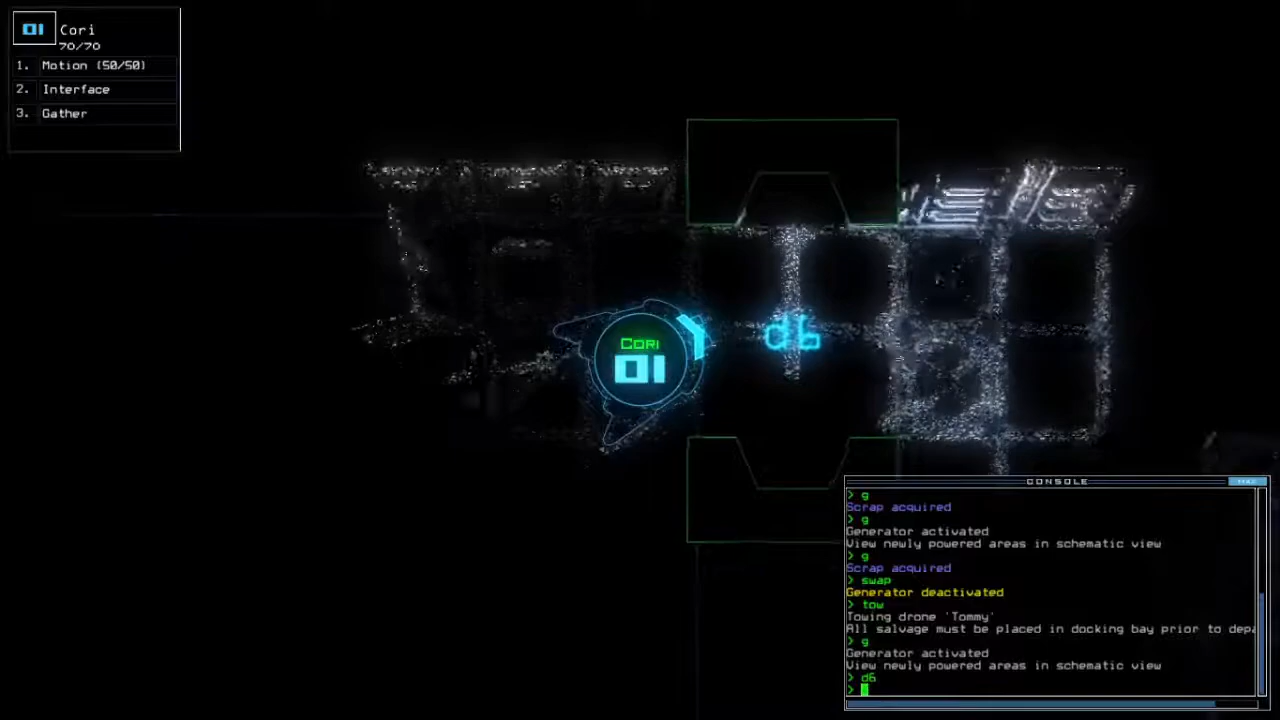 01 Cori
70/70
1. Motion (50/50)
2. Interface
3. Gather
d6
Cori
01
CONSOLE
> g
Scrap acquired
> g
Generator activated
View newly powered areas in schematic view
> g
Scrap acquired
> swap
Generator deactivated
> tow
Towing drone 'Tommy'
All salvage must be placed in docking bay prior to depa
> g
Generator activated
View newly powered areas in schematic view
> d6
>